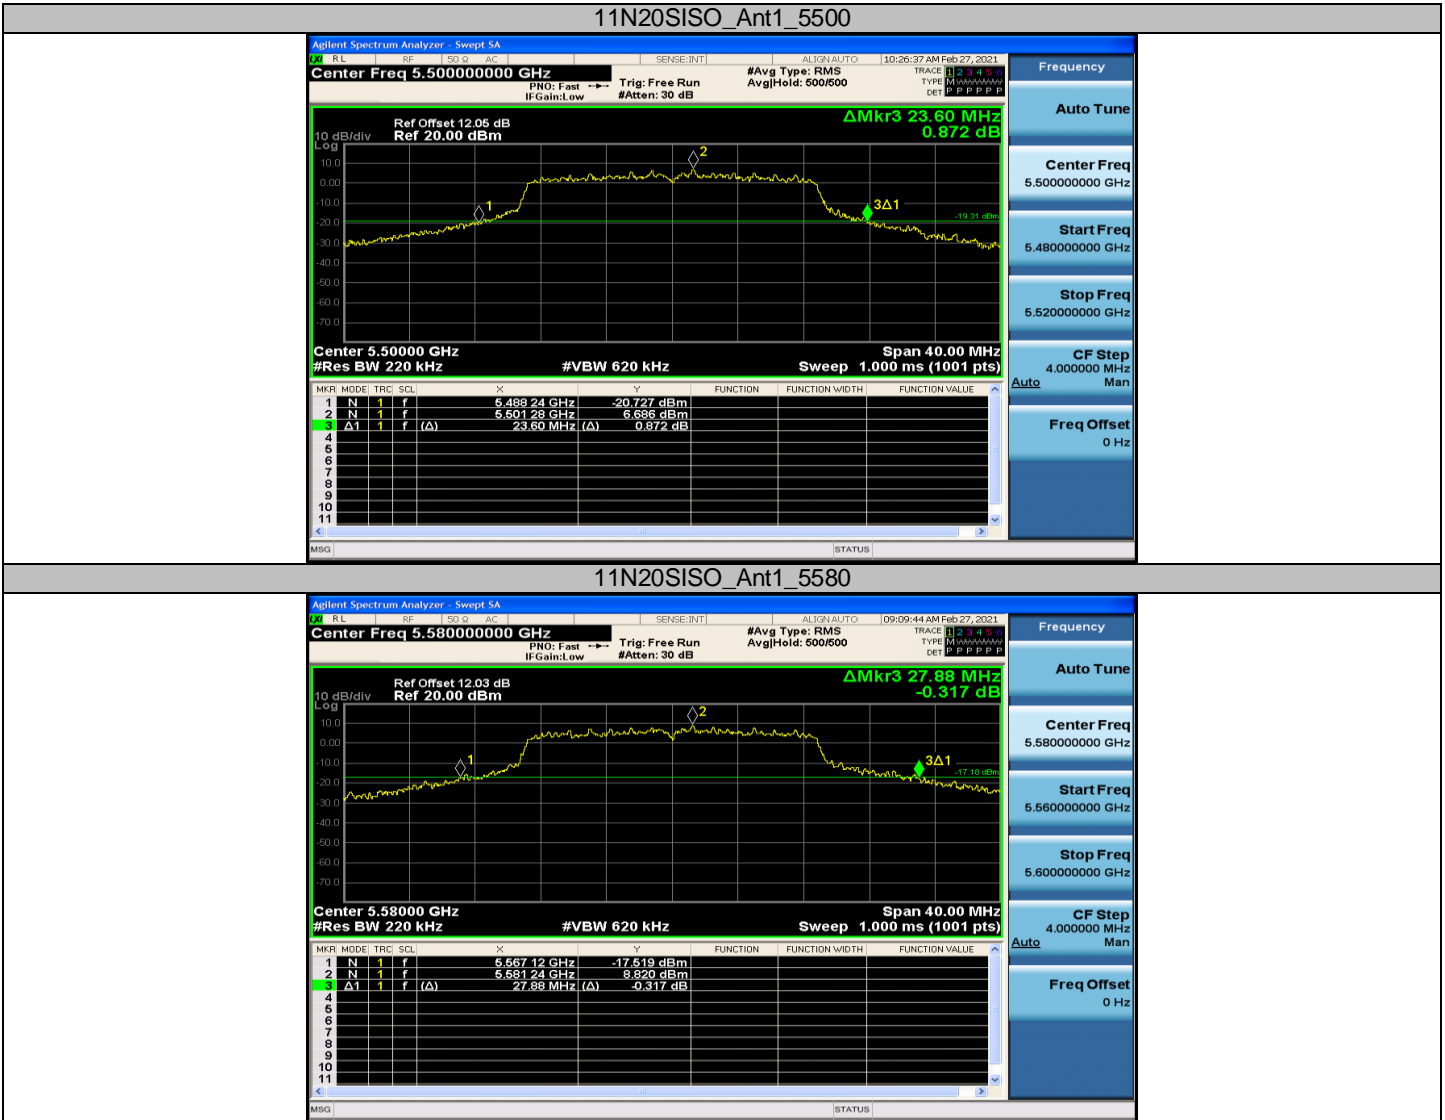 11N20SISO_Ant1_5500
Agilent Spectrum Analyzer - Swept SA
LXI RL RF 50 Ω AC SENSE:INT ALIGN AUTO 10:26:37 AM Feb 27, 2021
Center Freq 5.500000000 GHz
PNO: Fast
IFGain:Low
Trig: Free Run
#Atten: 30 dB
#Avg Type: RMS
Avg|Hold: 500/500
TRACE 1 2 3 4 5 6
TYPE M
DET P P P P P P
Frequency
Auto Tune
Center Freq
5.500000000 GHz
Start Freq
5.480000000 GHz
Stop Freq
5.520000000 GHz
CF Step
4.000000 MHz
Auto Man
Freq Offset
0 Hz
ΔMkr3 23.60 MHz
0.872 dB
Ref Offset 12.05 dB
10 dB/div Ref 20.00 dBm
Log
10.0
0.00
-10.0
-20.0
-30.0
-40.0
-50.0
-60.0
-70.0
1
2
3Δ1
-19.31 dBm
Center 5.50000 GHz Span 40.00 MHz
#Res BW 220 kHz #VBW 620 kHz Sweep 1.000 ms (1001 pts)
MKR MODE TRC SCL X Y FUNCTION FUNCTION WIDTH FUNCTION VALUE
1 N 1 f 5.488 24 GHz -20.727 dBm
2 N 1 f 5.501 28 GHz 6.686 dBm
3 Δ1 1 f (Δ) 23.60 MHz (Δ) 0.872 dB
4
5
6
7
8
9
10
11
MSG STATUS
11N20SISO_Ant1_5580
Agilent Spectrum Analyzer - Swept SA
LXI RL RF 50 Ω AC SENSE:INT ALIGN AUTO 09:09:44 AM Feb 27, 2021
Center Freq 5.580000000 GHz
PNO: Fast
IFGain:Low
Trig: Free Run
#Atten: 30 dB
#Avg Type: RMS
Avg|Hold: 500/500
TRACE 1 2 3 4 5 6
TYPE M
DET P P P P P P
Frequency
Auto Tune
Center Freq
5.580000000 GHz
Start Freq
5.560000000 GHz
Stop Freq
5.600000000 GHz
CF Step
4.000000 MHz
Auto Man
Freq Offset
0 Hz
ΔMkr3 27.88 MHz
-0.317 dB
Ref Offset 12.03 dB
10 dB/div Ref 20.00 dBm
Log
10.0
0.00
-10.0
-20.0
-30.0
-40.0
-50.0
-60.0
-70.0
1
2
3Δ1
-17.18 dBm
Center 5.58000 GHz Span 40.00 MHz
#Res BW 220 kHz #VBW 620 kHz Sweep 1.000 ms (1001 pts)
MKR MODE TRC SCL X Y FUNCTION FUNCTION WIDTH FUNCTION VALUE
1 N 1 f 5.567 12 GHz -17.519 dBm
2 N 1 f 5.581 24 GHz 8.820 dBm
3 Δ1 1 f (Δ) 27.88 MHz (Δ) -0.317 dB
4
5
6
7
8
9
10
11
MSG STATUS